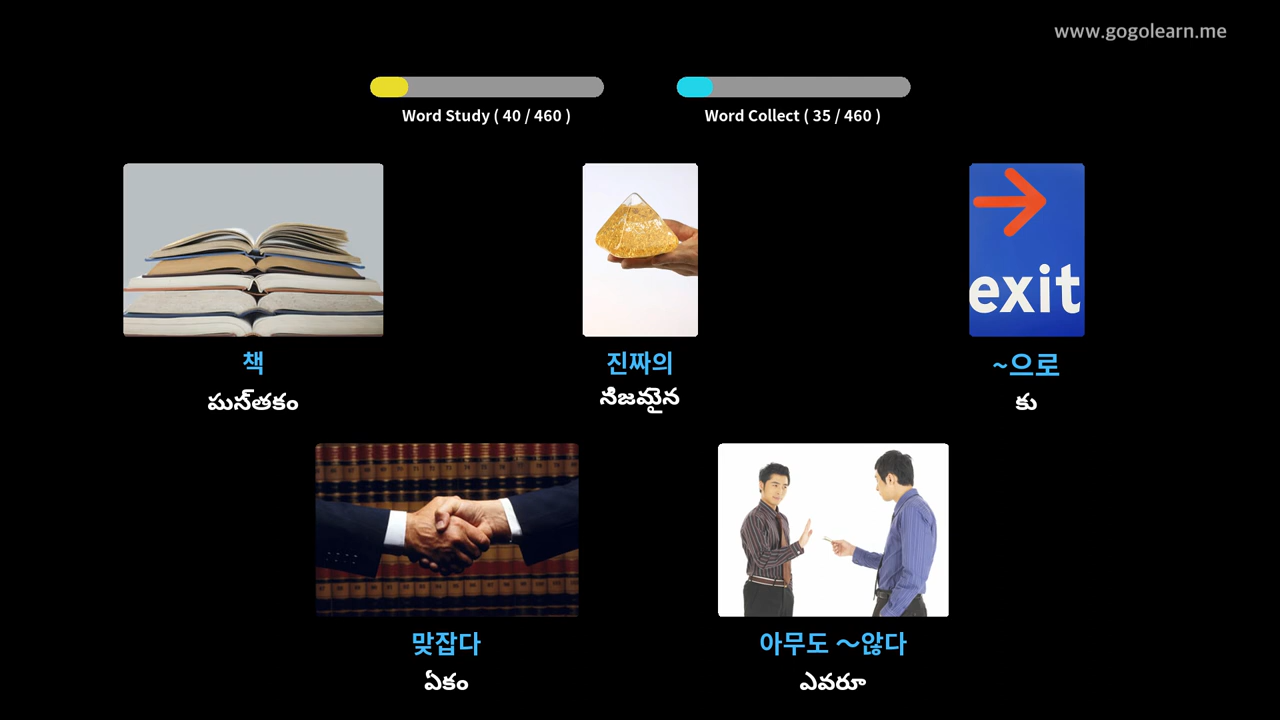 www.gogolearn.me
Word Study ( 40 / 460 )
Word Collect ( 35 / 460 )
exit
책
పుస్తకం
진짜의
నిజమైన
~으로
కు
맞잡다
ఏకం
아무도 ~않다
ఎవరూ